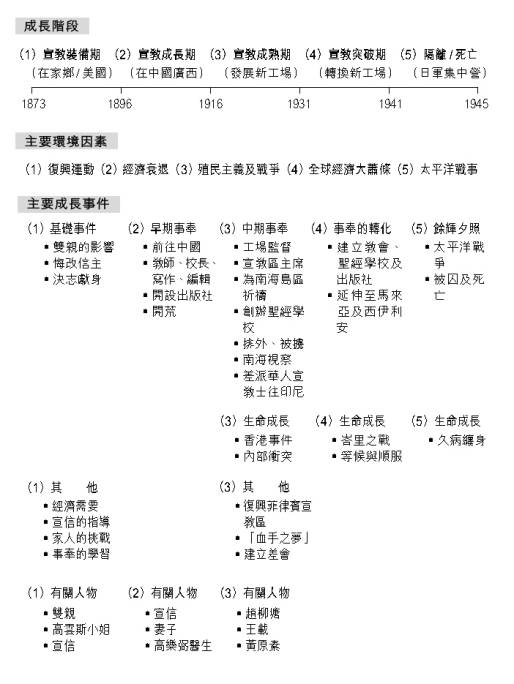 成長階段
(1) 宣教裝備期 (2) 宣教成長期 (3) 宣教成熟期 (4) 宣教突破期 (5) 隔離/死亡
(在家鄉/美國) (在中國廣西) (發展新工場) (轉換新工場) (日軍集中營)
1873 1896 1916 1931 1941 1945
主要環境因素
(1) 復興運動 (2) 經濟衰退 (3) 殖民主義及戰爭 (4) 全球經濟大蕭條 (5) 太平洋戰事
主要成長事件
(1) 基礎事件
▪ 雙親的影響
▪ 悔改信主
▪ 決志獻身
(2) 早期事奉
▪ 前往中國
▪ 教師、校長、
寫作、編輯
▪ 開設出版社
▪ 開荒
(3) 中期事奉
▪ 工場監督
▪ 宣教區主席
▪ 為南海島區
祈禱
▪ 創辦聖經學
校
▪ 排外、被擄
▪ 南海視察
▪ 差派華人宣
教士往印尼
(4) 事奉的轉化
▪ 建立教會、
聖經學校及
出版社
▪ 延伸至馬來
亞及西伊利
安
(5) 餘輝夕照
▪ 太平洋戰
爭
▪ 被囚及死
亡
(3) 生命成長
▪ 香港事件
▪ 內部衝突
(4) 生命成長
▪ 峇里之戰
▪ 等候與順服
(5) 生命成長
▪ 久病纏身
(1) 其 他
▪ 經濟需要
▪ 宣信的指導
▪ 家人的挑戰
▪ 事奉的學習
(3) 其 他
▪ 復興菲律賓宣
教區
▪ 「血手之夢」
▪ 建立差會
(1) 有關人物
▪ 雙親
▪ 高雲斯小姐
▪ 宣信
(2) 有關人物
▪ 宣信
▪ 妻子
▪ 高樂弼醫生
(3) 有關人物
▪ 趙柳塘
▪ 王載
▪ 黃原素